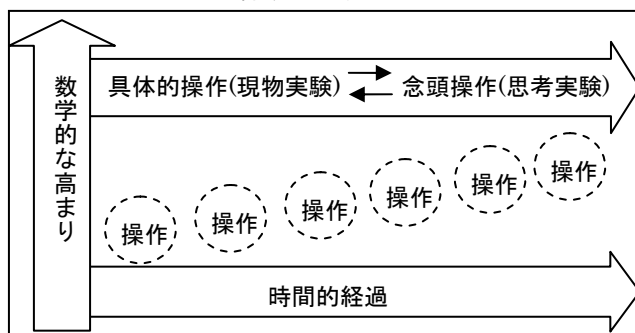 数学的な高まり
具体的操作(現物実験) 念頭操作(思考実験)
操作
操作
操作
操作
操作
操作
時間的経過